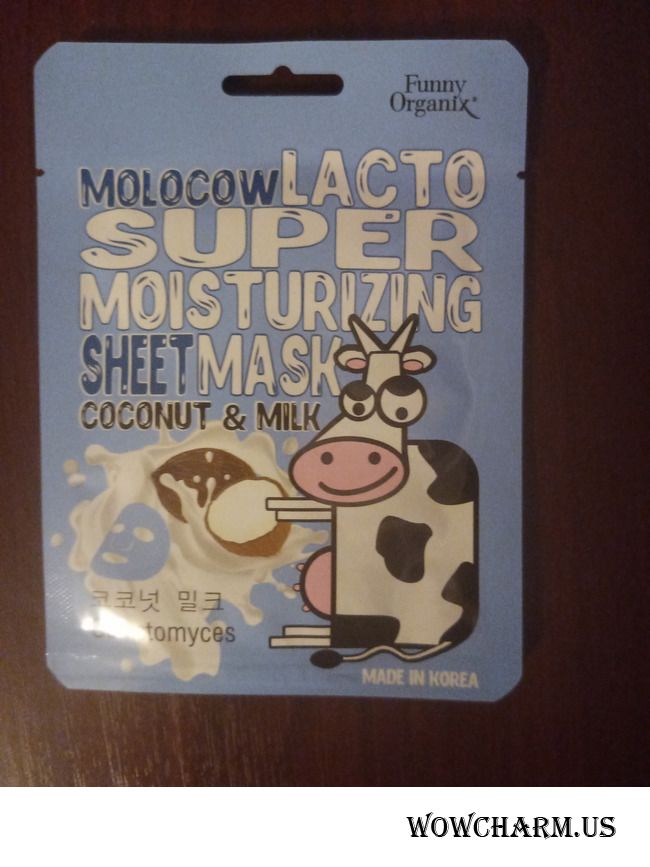 Funny
Organix®
MOLOCOW LACTO
SUPER
MOISTURIZING
SHEET MASK
COCONUT & MILK
코코넛 밀크
MADE IN KOREA
WOWCHARM.US